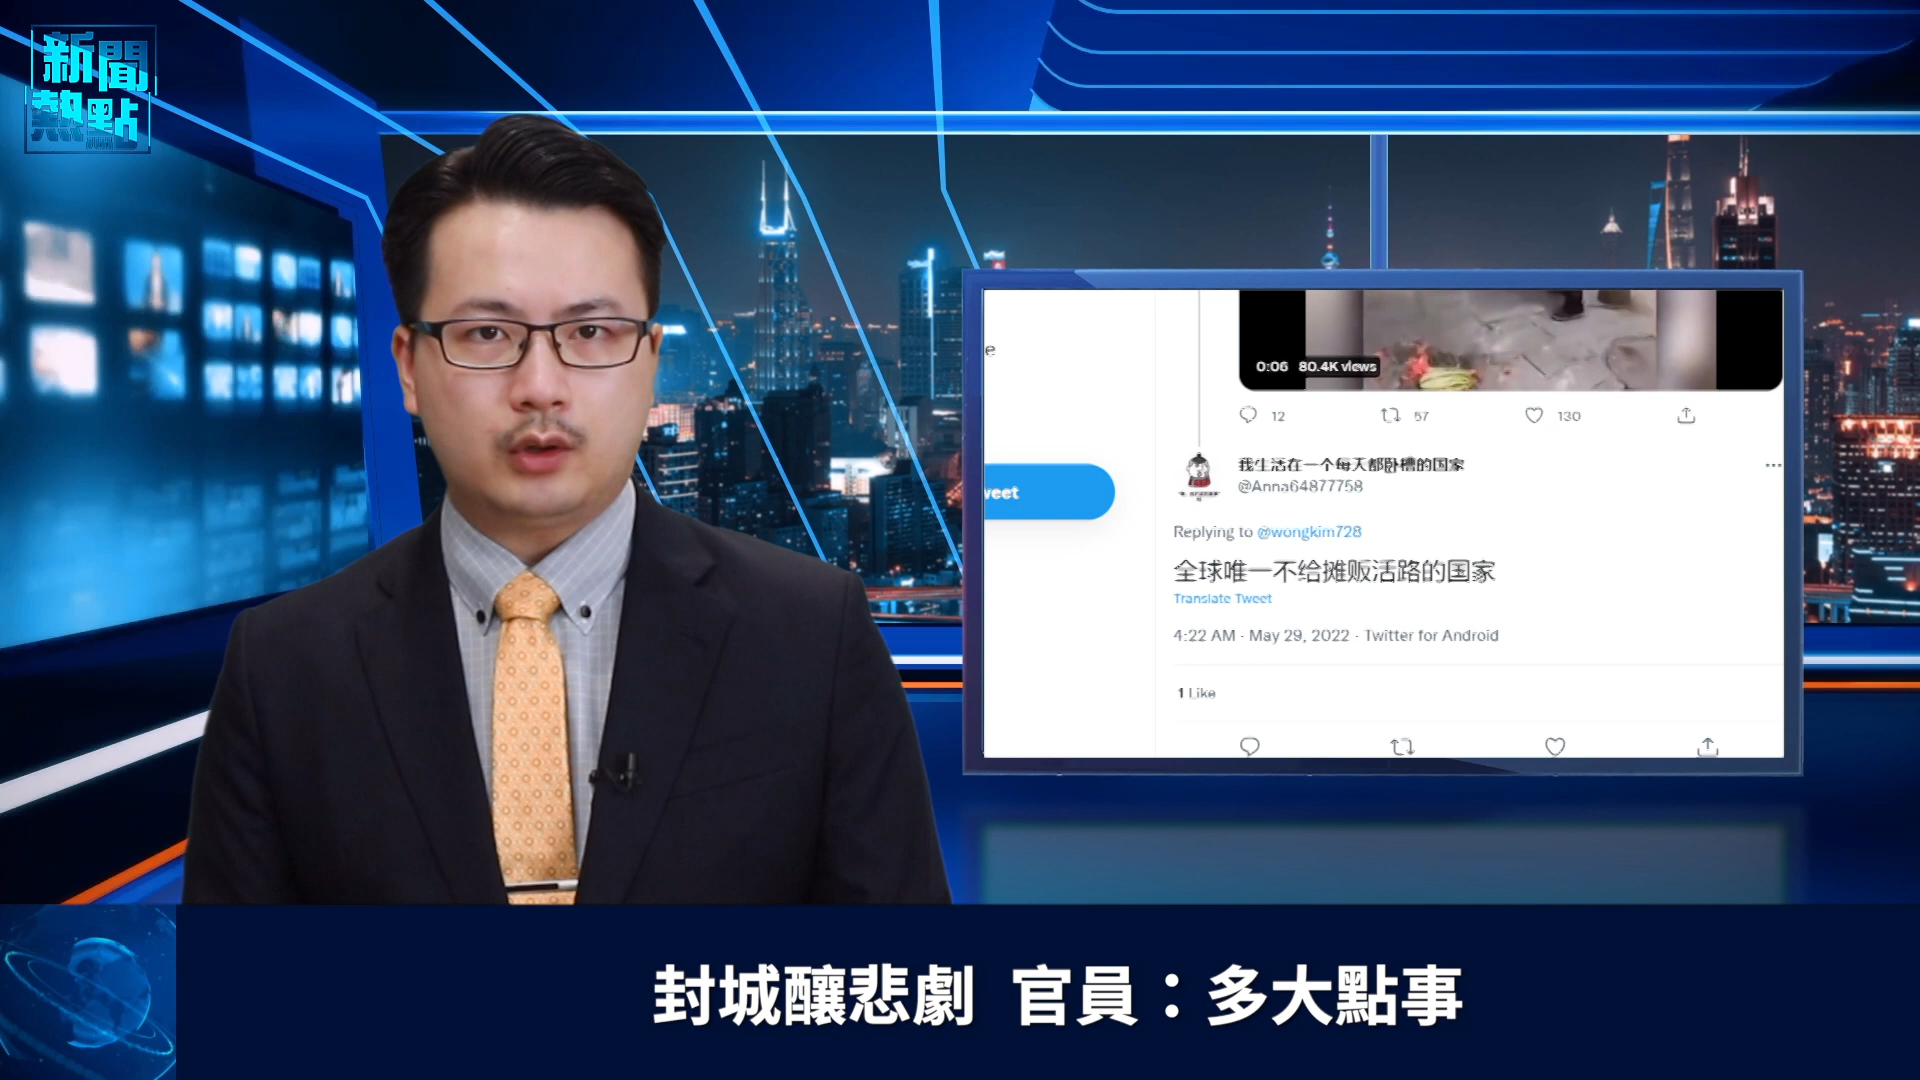 新聞
熱點
e
0:06 80.4K views
12 57 130
我生活在一个每天都卧槽的国家
@Anna64877758
weet
Replying to @wongkim728
全球唯一不给摊贩活路的国家
Translate Tweet
4:22 AM · May 29, 2022 · Twitter for Android
1 Like
封城釀悲劇 官員：多大點事